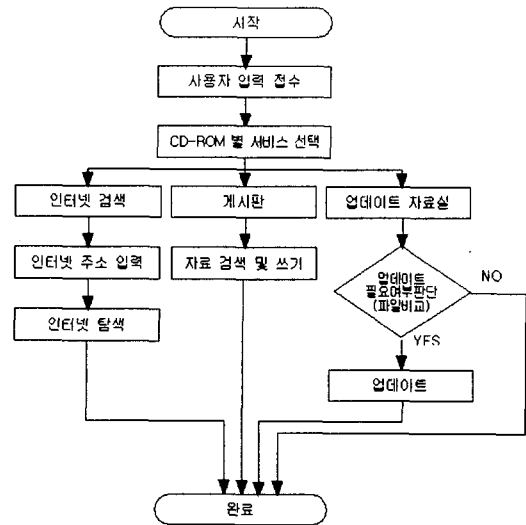 시작
사용자 입력 접수
CD-ROM 별 서비스 선택
인터넷 검색
게시판
업데이트 자료실
인터넷 주소 입력
자료 검색 및 쓰기
업데이트
필요여부판단
(파일비교)
NO
인터넷 탐색
YES
업데이트
완료